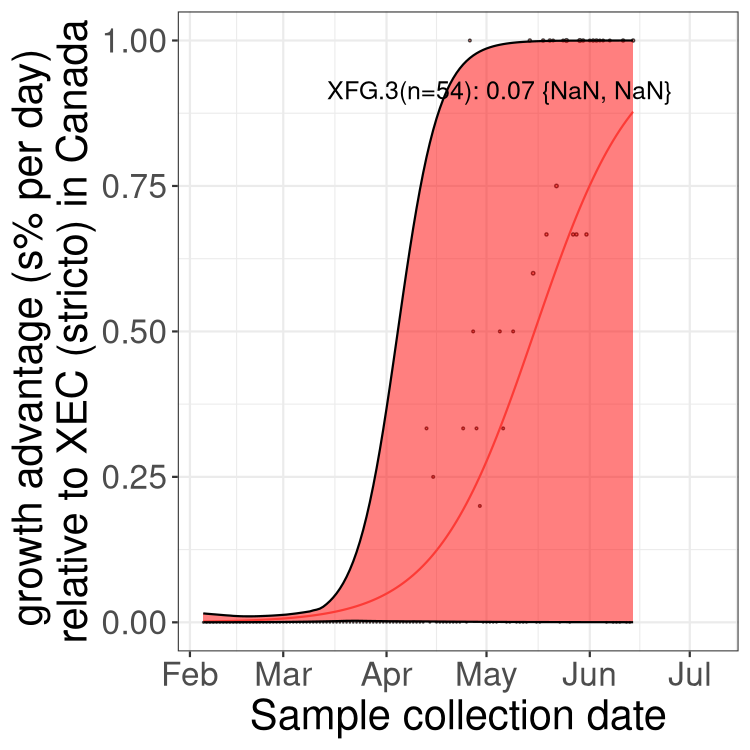 growth advantage (s% per day)
relative to XEC (stricto) in Canada
1.00
0.75
0.50
0.25
0.00
XFG.3(n=54): 0.07 {NaN, NaN}
Feb Mar Apr May Jun Jul
Sample collection date